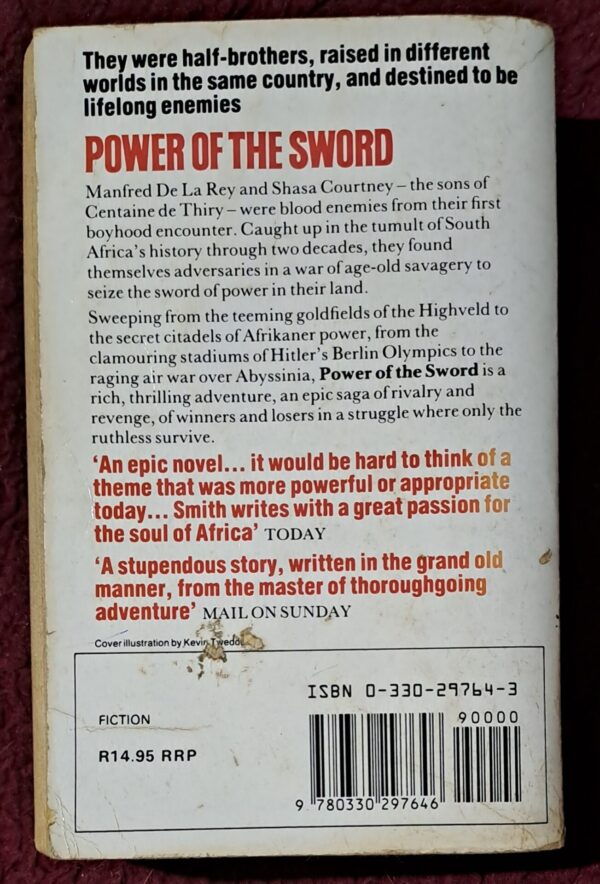 They were half-brothers, raised in different
worlds in the same country, and destined to be
lifelong enemies
POWER OF THE SWORD
Manfred De La Rey and Shasa Courtney – the sons of
Centaine de Thiry – were blood enemies from their first
boyhood encounter. Caught up in the tumult of South
Africa's history through two decades, they found
themselves adversaries in a war of age-old savagery to
seize the sword of power in their land.
Sweeping from the teeming goldfields of the Highveld to
the secret citadels of Afrikaner power, from the
clamouring stadiums of Hitler's Berlin Olympics to the
raging air war over Abyssinia, Power of the Sword is a
rich, thrilling adventure, an epic saga of rivalry and
revenge, of winners and losers in a struggle where only the
ruthless survive.
'An epic novel... it would be hard to think of a
theme that was more powerful or appropriate
today... Smith writes with a great passion for
the soul of Africa' TODAY
'A stupendous story, written in the grand old
manner, from the master of thoroughgoing
adventure' MAIL ON SUNDAY
Cover illustration by Kevin
ISBN 0-330-29764-3
90000
FICTION
R14.95 RRP
9 780330 297646